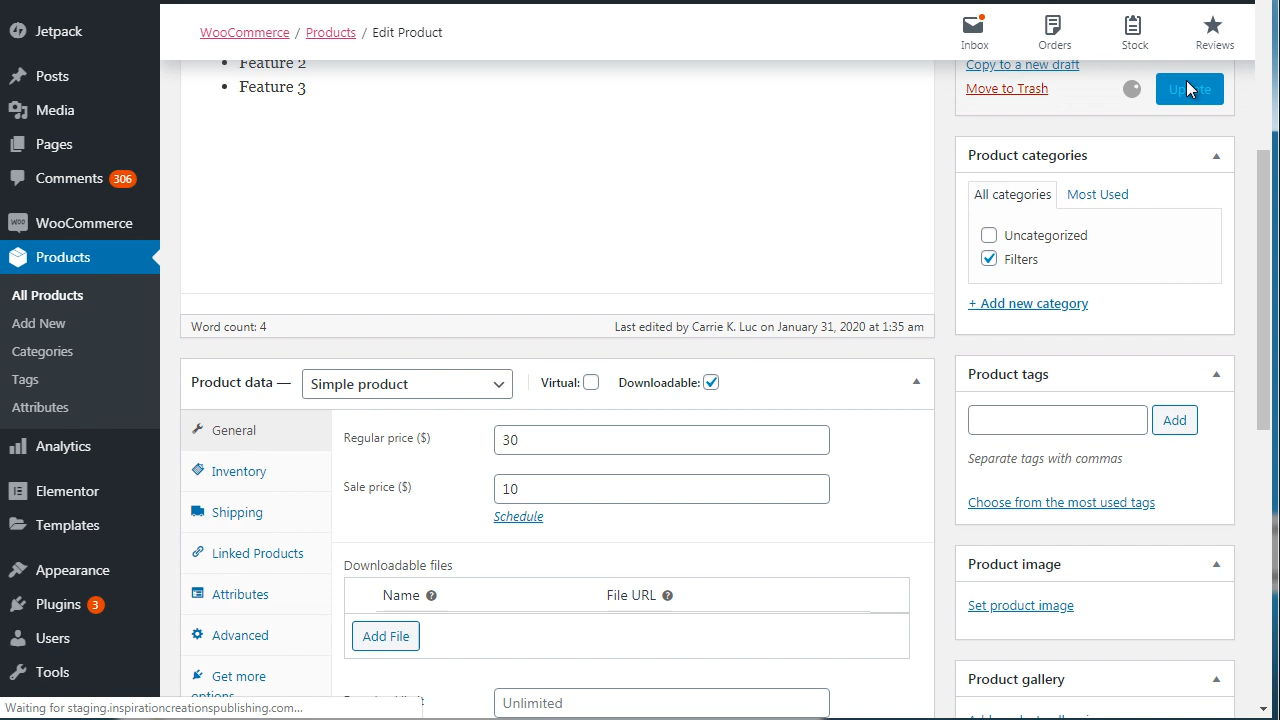 Jetpack
Posts
Media
Pages
Comments 306
WooCommerce
Products
All Products
Add New
Categories
Tags
Attributes
Analytics
Elementor
Templates
Appearance
Plugins 3
Users
Tools
WooCommerce / Products / Edit Product
Inbox
Orders
Stock
Reviews
Feature 2
Feature 3
Word count: 4
Last edited by Carrie K. Luc on January 31, 2020 at 1:35 am
Product data — Simple product
Virtual:
Downloadable:
General
Inventory
Shipping
Linked Products
Attributes
Advanced
Get more
options
Regular price ($)
30
Sale price ($)
10
Schedule
Downloadable files
Name
File URL
Add File
Unlimited
Copy to a new draft
Move to Trash
Update
Product categories
All categories
Most Used
Uncategorized
Filters
+ Add new category
Product tags
Add
Separate tags with commas
Choose from the most used tags
Product image
Set product image
Product gallery
Waiting for staging.inspirationcreationspublishing.com...